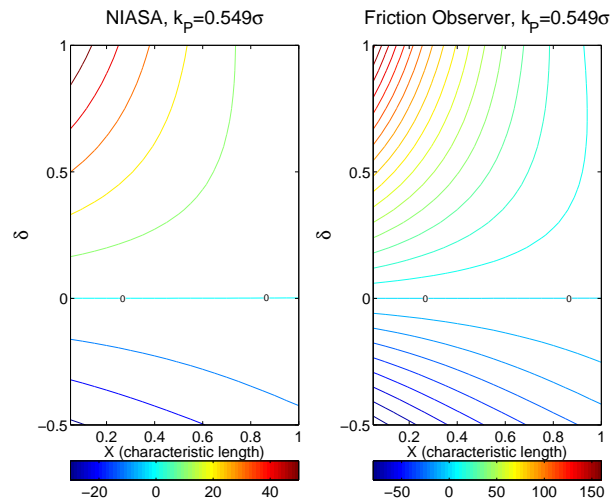 NIASA, k_P=0.549σ
Friction Observer, k_P=0.549σ
1
0.5
0
−0.5
δ
0 0
0.2 0.4 0.6 0.8 1
X (characteristic length)
−20 0 20 40
1
0.5
0
−0.5
δ
0 0
0.2 0.4 0.6 0.8 1
X (characteristic length)
−50 0 50 100 150